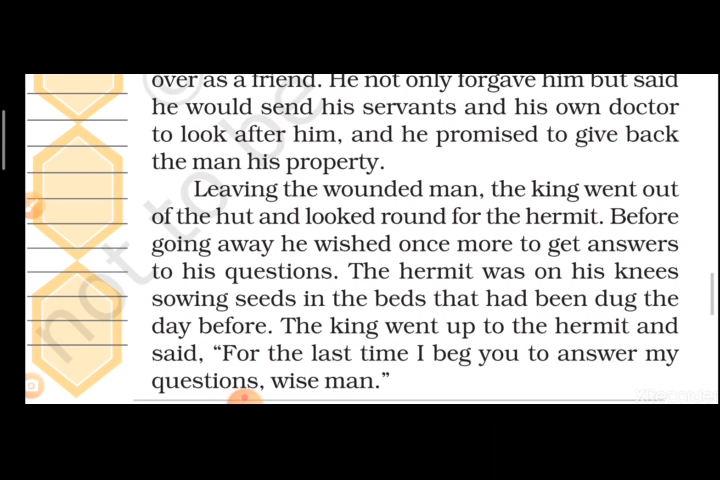 over as a friend. He not only forgave him but said
he would send his servants and his own doctor
to look after him, and he promised to give back
the man his property.
Leaving the wounded man, the king went out
of the hut and looked round for the hermit. Before
going away he wished once more to get answers
to his questions. The hermit was on his knees
sowing seeds in the beds that had been dug the
day before. The king went up to the hermit and
said, “For the last time I beg you to answer my
questions, wise man.”
not to be